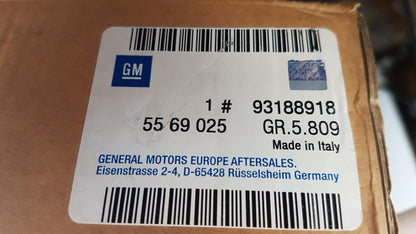 GM
1 # 93188918
55 69 025 GR.5.809
Made in Italy
GENERAL MOTORS EUROPE AFTERSALES.
Eisenstrasse 2-4, D-65428 Rüsselsheim Germany